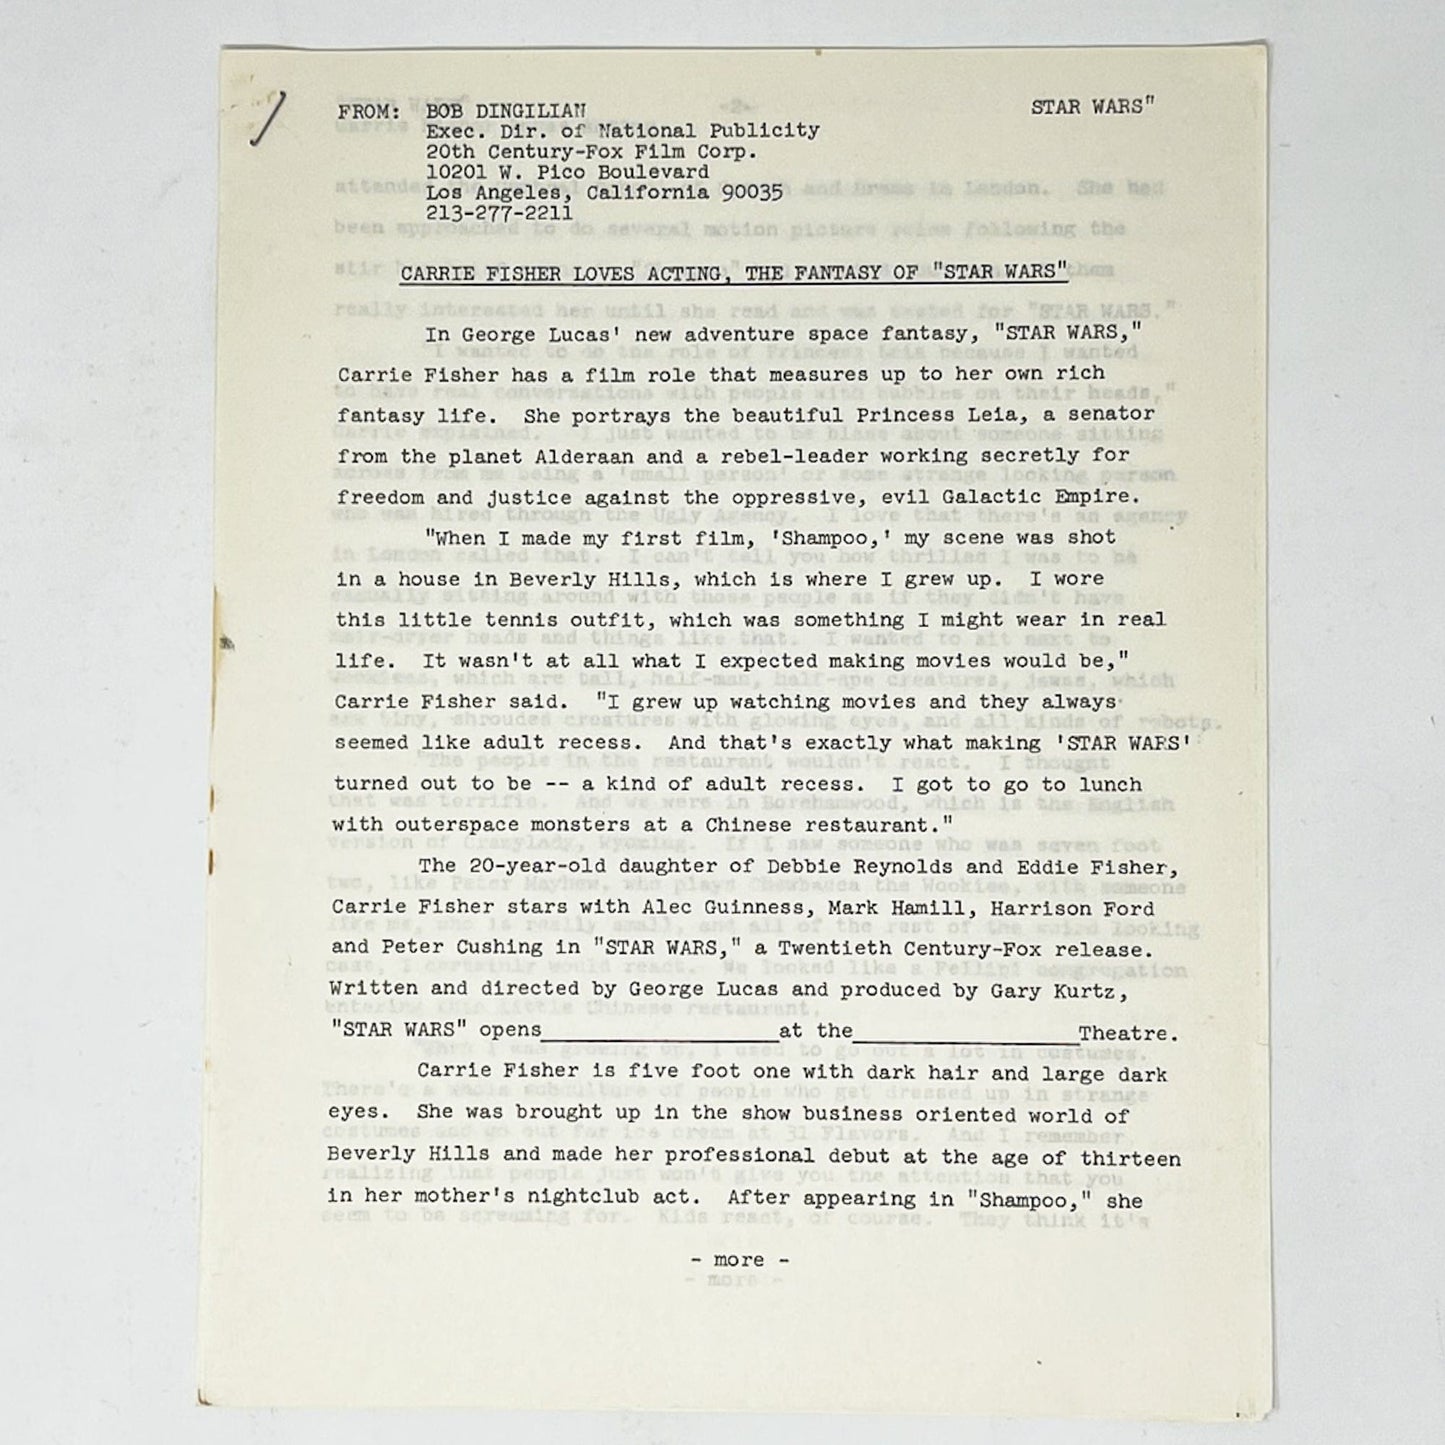 FROM: BOB DINGILIAN STAR WARS"
Exec. Dir. of National Publicity
20th Century-Fox Film Corp.
10201 W. Pico Boulevard
Los Angeles, California 90035
213-277-2211
CARRIE FISHER LOVES ACTING, THE FANTASY OF "STAR WARS"
In George Lucas' new adventure space fantasy, "STAR WARS,"
Carrie Fisher has a film role that measures up to her own rich
fantasy life. She portrays the beautiful Princess Leia, a senator
from the planet Alderaan and a rebel-leader working secretly for
freedom and justice against the oppressive, evil Galactic Empire.
"When I made my first film, 'Shampoo,' my scene was shot
in a house in Beverly Hills, which is where I grew up. I wore
this little tennis outfit, which was something I might wear in real
life. It wasn't at all what I expected making movies would be,"
Carrie Fisher said. "I grew up watching movies and they always
seemed like adult recess. And that's exactly what making 'STAR WARS'
turned out to be -- a kind of adult recess. I got to go to lunch
with outerspace monsters at a Chinese restaurant."
The 20-year-old daughter of Debbie Reynolds and Eddie Fisher,
Carrie Fisher stars with Alec Guinness, Mark Hamill, Harrison Ford
and Peter Cushing in "STAR WARS," a Twentieth Century-Fox release.
Written and directed by George Lucas and produced by Gary Kurtz,
"STAR WARS" opens____________at the____________Theatre.
Carrie Fisher is five foot one with dark hair and large dark
eyes. She was brought up in the show business oriented world of
Beverly Hills and made her professional debut at the age of thirteen
in her mother's nightclub act. After appearing in "Shampoo," she
- more -